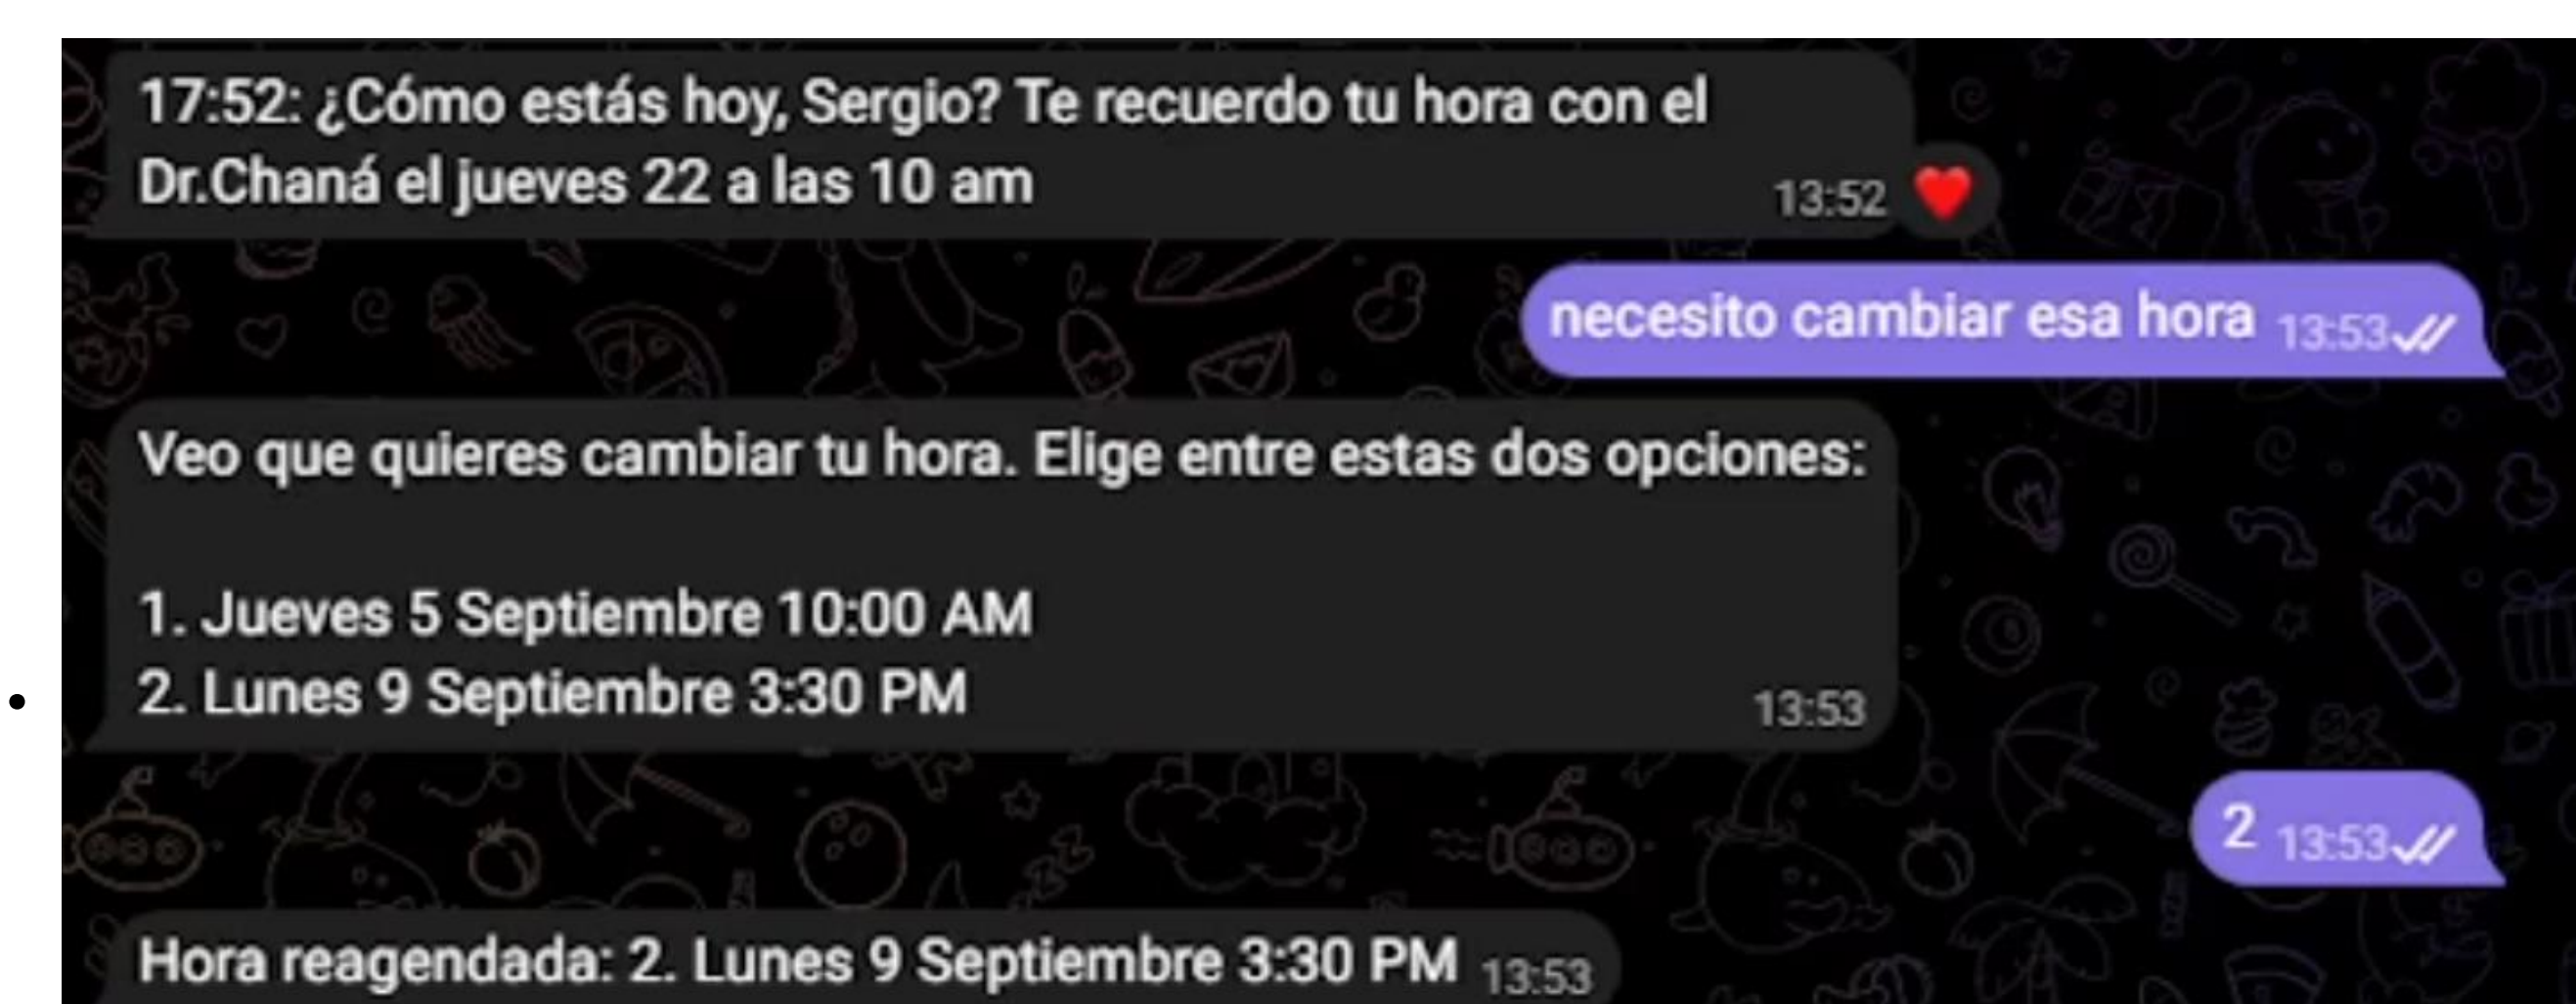 17:52: ¿Cómo estás hoy, Sergio? Te recuerdo tu hora con el
Dr.Chaná el jueves 22 a las 10 am
13:52
necesito cambiar esa hora 13:53
Veo que quieres cambiar tu hora. Elige entre estas dos opciones:
1. Jueves 5 Septiembre 10:00 AM
2. Lunes 9 Septiembre 3:30 PM
13:53
2 13:53
Hora reagendada: 2. Lunes 9 Septiembre 3:30 PM 13:53